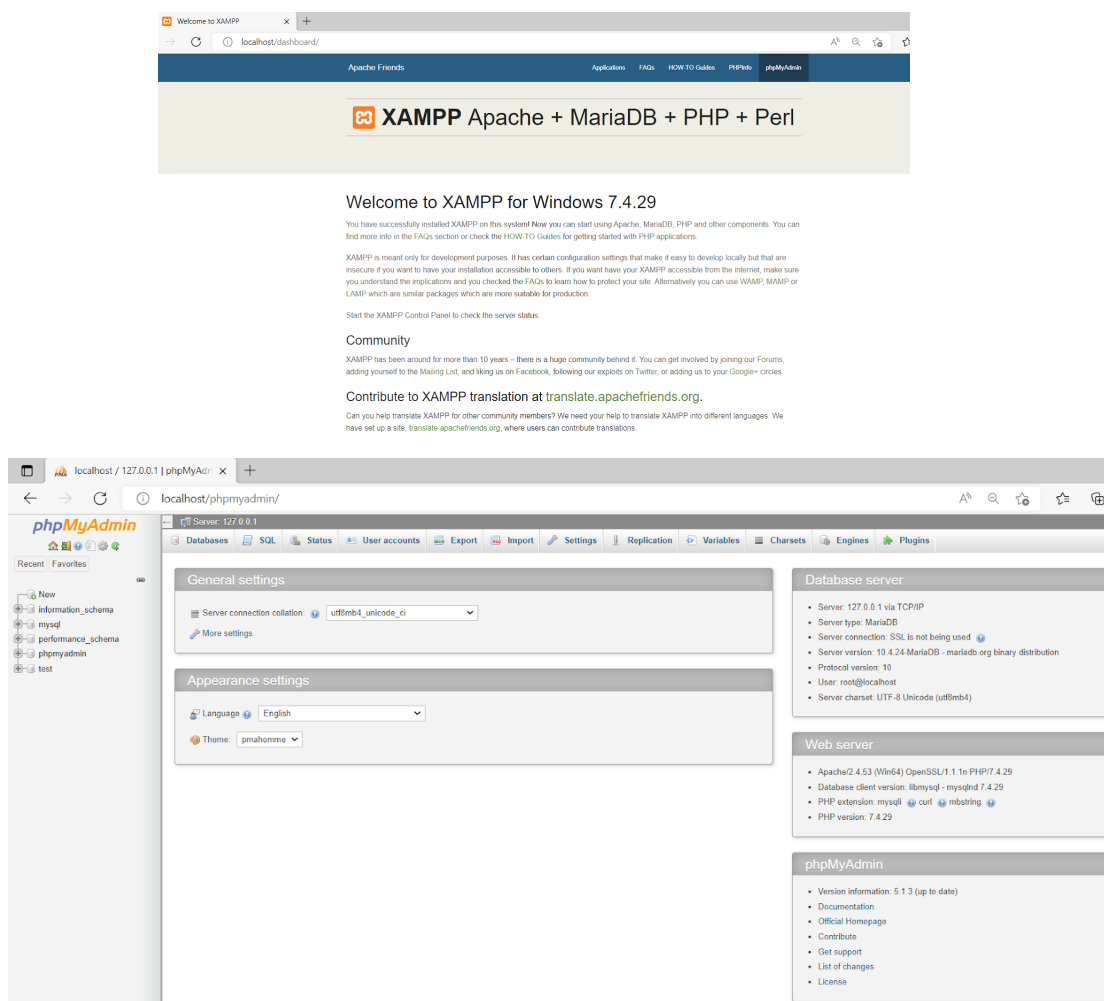 Welcome to XAMPP
localhost/dashboard/
Apache Friends
Applications FAQs HOW-TO Guides PHPInfo phpMyAdmin
XAMPP Apache + MariaDB + PHP + Perl
Welcome to XAMPP for Windows 7.4.29
You have successfully installed XAMPP on this system! Now you can start using Apache, MariaDB, PHP and other components. You can
find more info in the FAQs section or check the HOW-TO Guides for getting started with PHP applications.
XAMPP is meant only for development purposes. It has certain configuration settings that make it easy to develop locally but that are
insecure if you want to have your installation accessible to others. If you want have your XAMPP accessible from the internet, make sure
you understand the implications and you checked the FAQs to learn how to protect your site. Alternatively you can use WAMP, MAMP or
LAMP which are similar packages which are more suitable for production.
Start the XAMPP Control Panel to check the server status.
Community
XAMPP has been around for more than 10 years – there is a huge community behind it. You can get involved by joining our Forums,
adding yourself to the Mailing List, and liking us on Facebook, following our exploits on Twitter, or adding us to your Google+ circles.
Contribute to XAMPP translation at translate.apachefriends.org.
Can you help translate XAMPP for other community members? We need your help to translate XAMPP into different languages. We
have set up a site, translate.apachefriends.org, where users can contribute translations.
localhost / 127.0.0.1 | phpMyAdn
localhost/phpmyadmin/
phpMyAdmin
Recent Favorites
New
information_schema
mysql
performance_schema
phpmyadmin
test
Server: 127.0.0.1
Databases SQL Status User accounts Export Import Settings Replication Variables Charsets Engines Plugins
General settings
Server connection collation: utf8mb4_unicode_ci
More settings
Appearance settings
Language English
Theme: pmahomme
Database server
Server: 127.0.0.1 via TCP/IP
Server type: MariaDB
Server connection: SSL is not being used
Server version: 10.4.24-MariaDB - mariadb.org binary distribution
Protocol version: 10
User: root@localhost
Server charset: UTF-8 Unicode (utf8mb4)
Web server
Apache/2.4.53 (Win64) OpenSSL/1.1.1n PHP/7.4.29
Database client version: libmysql - mysqlnd 7.4.29
PHP extension: mysqli curl mbstring
PHP version: 7.4.29
phpMyAdmin
Version information: 5.1.3 (up to date)
Documentation
Official Homepage
Contribute
Get support
List of changes
License